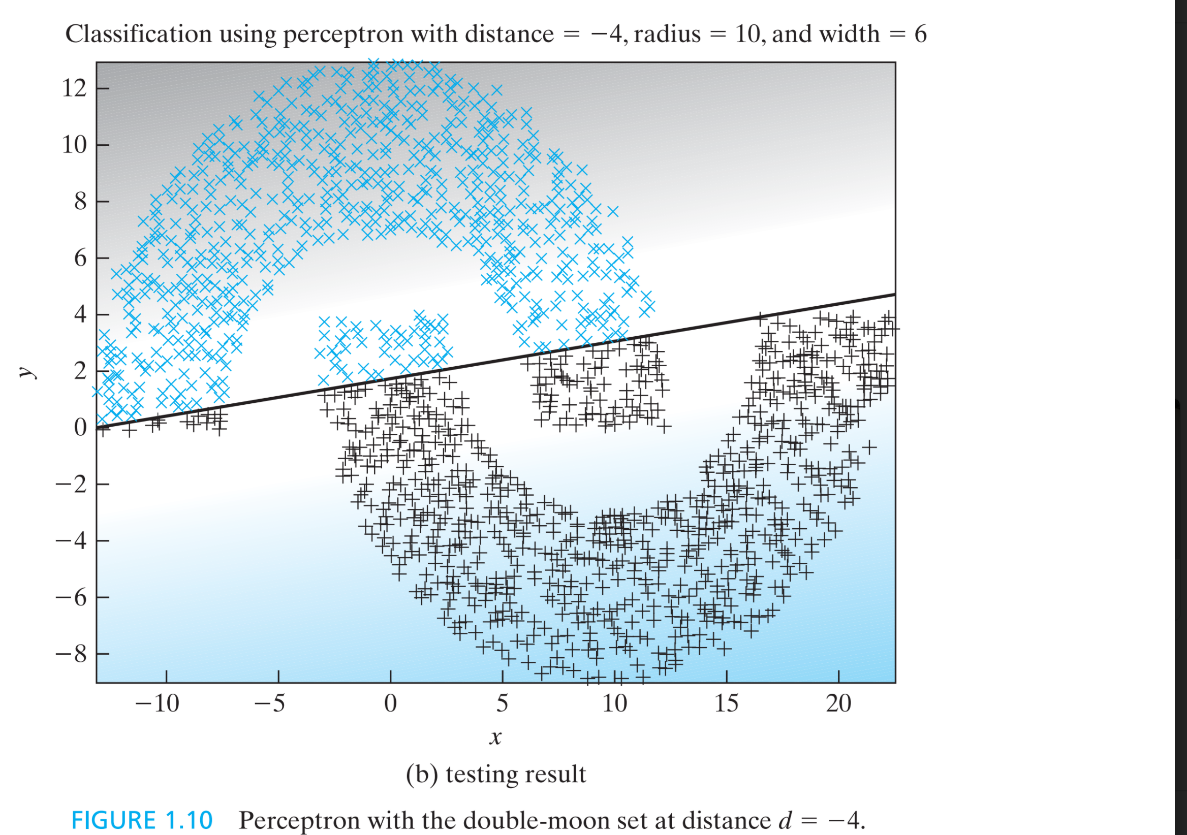 Classification using perceptron with distance = −4, radius = 10, and width = 6
12
10
8
6
4
2
0
−2
−4
−6
−8
y
−10 −5 0 5 10 15 20
x
(b) testing result
FIGURE 1.10 Perceptron with the double-moon set at distance d = −4.